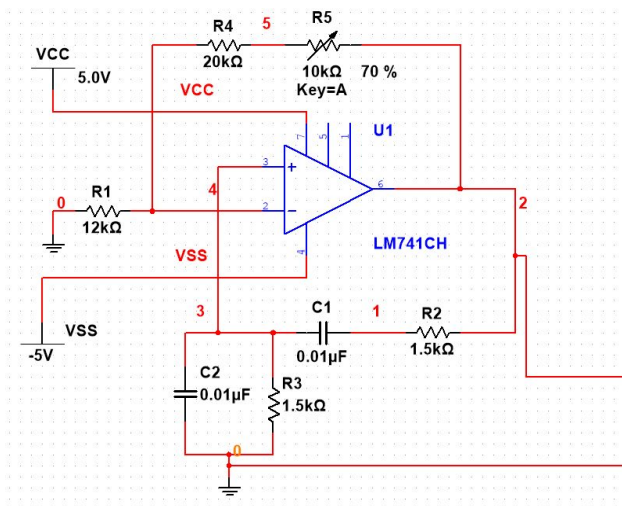 R4
5
R5
20kΩ
10kΩ
70 %
Key=A
VCC
5.0V
VCC
U1
7
5
1
3
+
6
4
0
R1
12kΩ
2
−
2
4
LM741CH
VSS
VSS
-5V
3
C1
1
R2
0.01µF
1.5kΩ
C2
0.01µF
R3
1.5kΩ
0